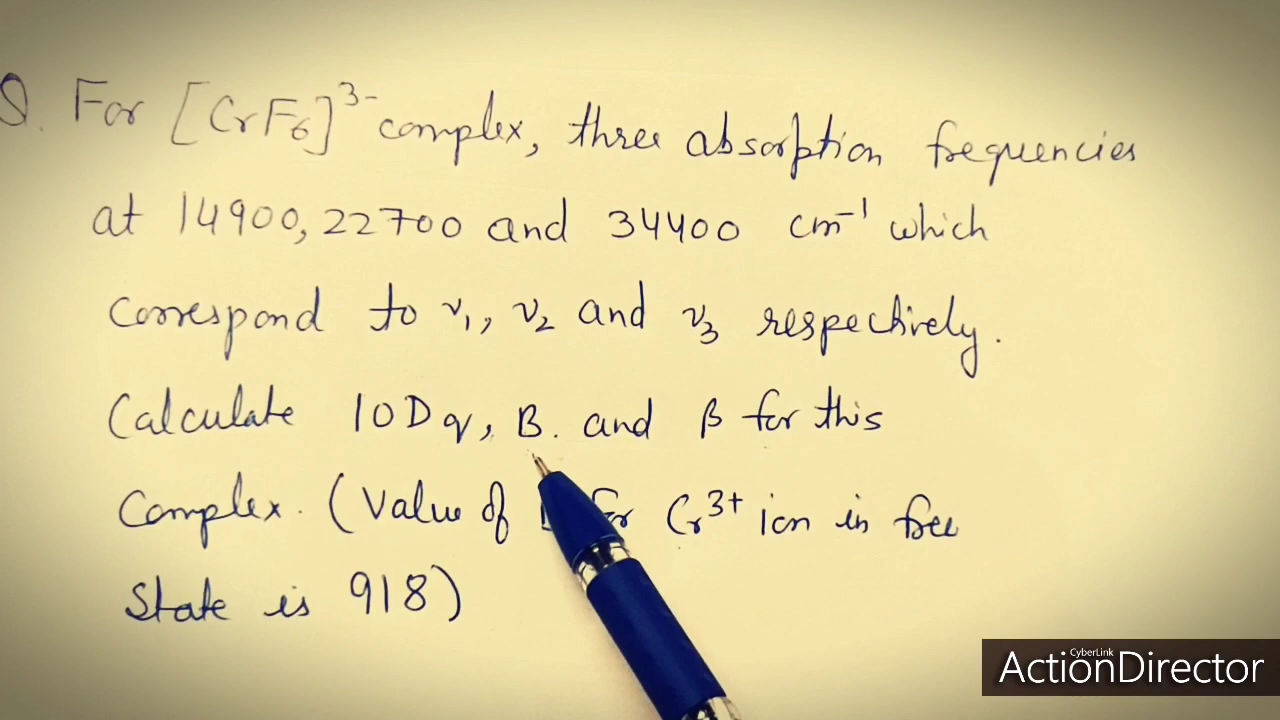 Q. For [CrF6]3- complex, three absorption frequencies
at 14900, 22700 and 34400 cm-1 which
correspond to ν1, ν2 and ν3 respectively.
Calculate 10Dq, B. and β for this
Complex. (Value of for Cr3+ ion in free
State is 918)
CyberLink
ActionDirector